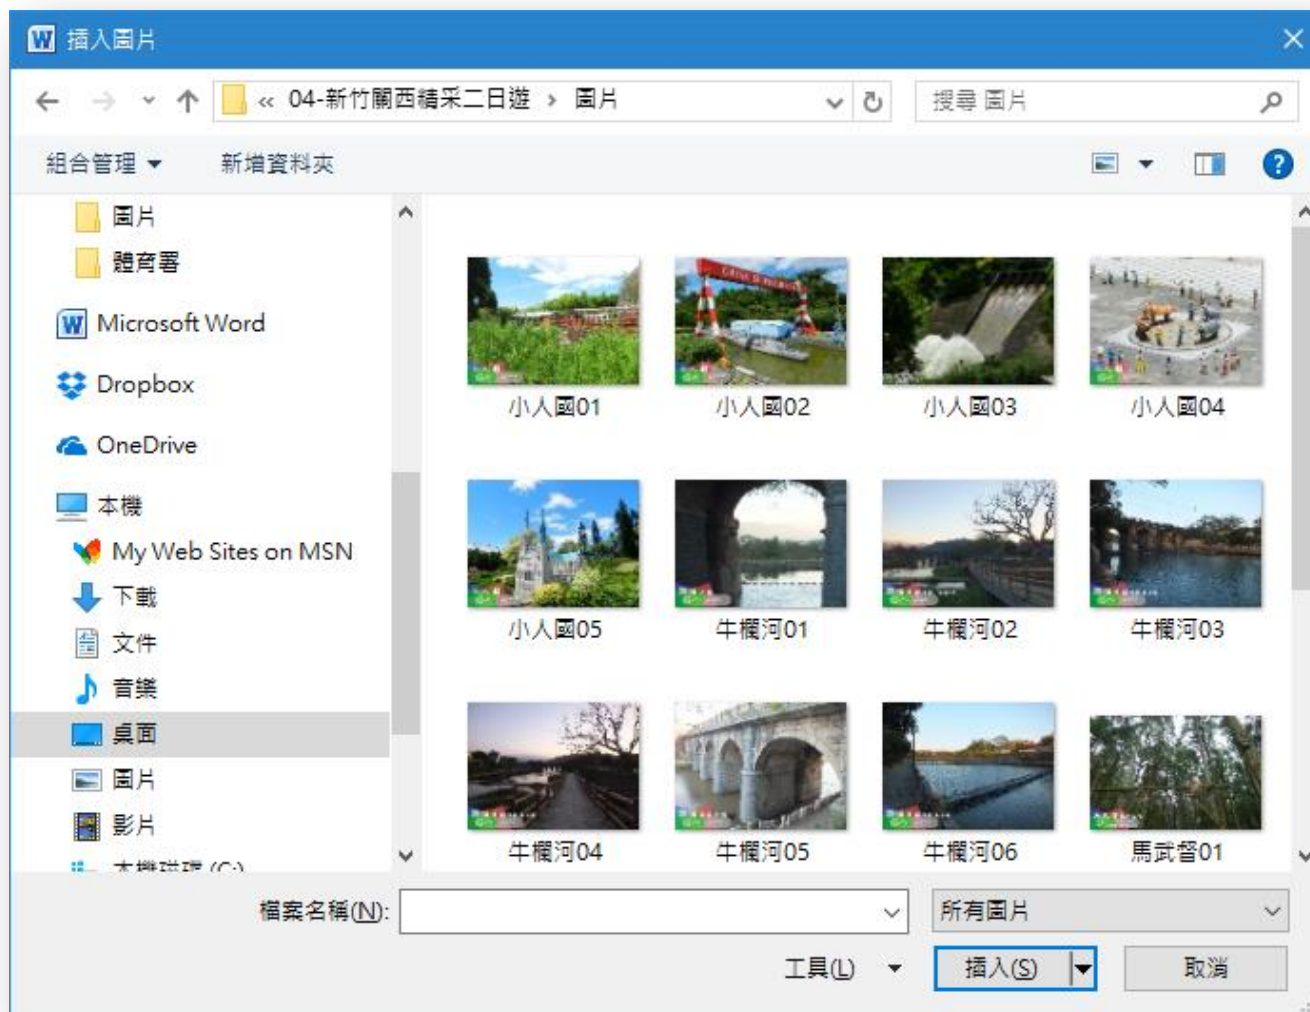 插入圖片
« 04-新竹關西精采二日遊 › 圖片
搜尋 圖片
組合管理
新增資料夾
圖片
體育署
Microsoft Word
Dropbox
OneDrive
本機
My Web Sites on MSN
下載
文件
音樂
桌面
圖片
影片
本機磁碟 (C:)
小人國01
小人國02
小人國03
小人國04
小人國05
牛欄河01
牛欄河02
牛欄河03
牛欄河04
牛欄河05
牛欄河06
馬武督01
檔案名稱(N):
所有圖片
工具(L)
插入(S)
取消